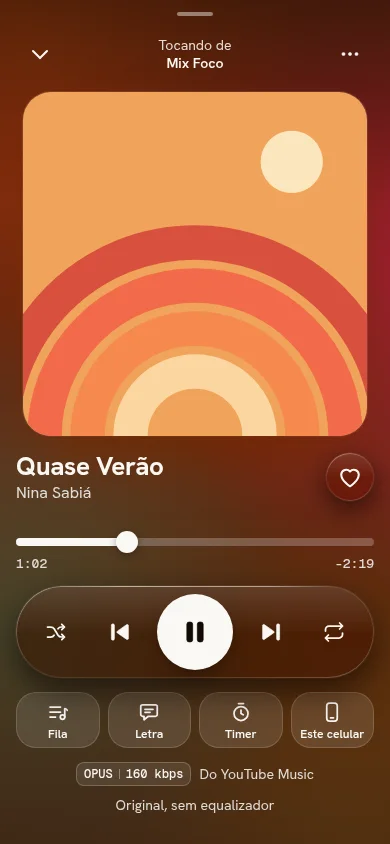 Tocando de
Mix Foco
Quase Verão
Nina Sabiá
1:02
-2:19
Fila
Letra
Timer
Este celular
OPUS | 160 kbps Do YouTube Music
Original, sem equalizador